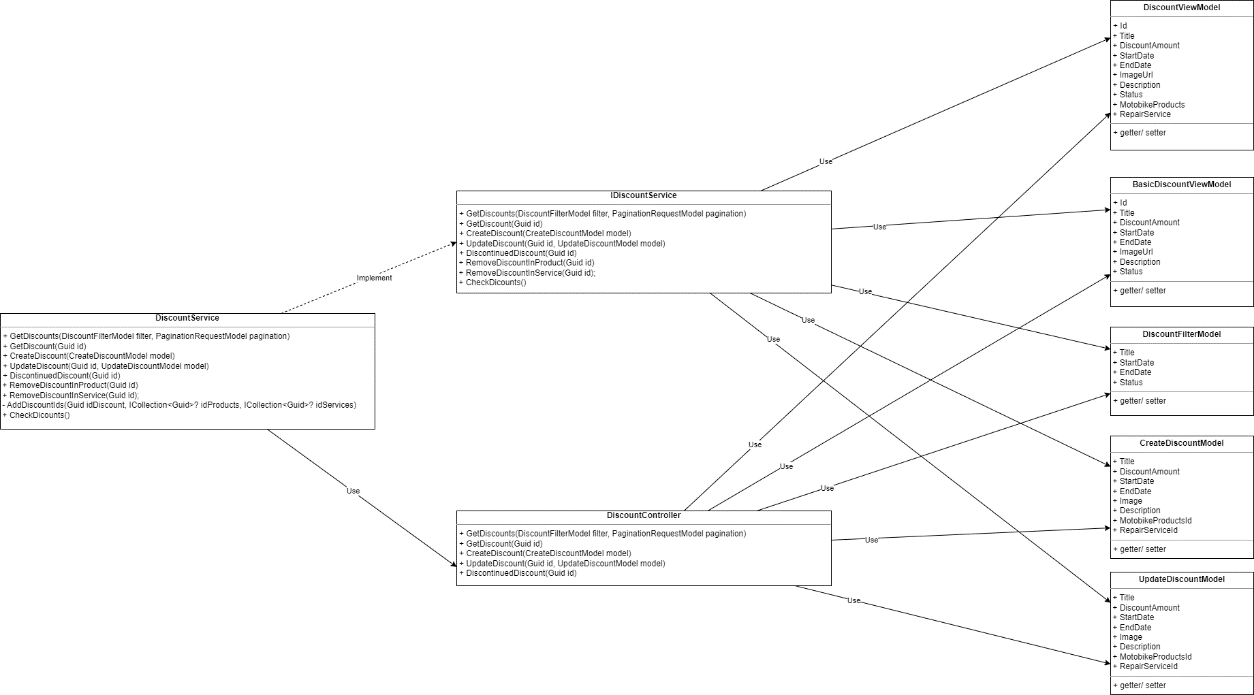 DiscountViewModel
+ Id
+ Title
+ DiscountAmount
+ StartDate
+ EndDate
+ ImageUrl
+ Description
+ Status
+ MotobikeProducts
+ RepairService
+ getter/ setter
Use
BasicDiscountViewModel
+ Id
+ Title
+ DiscountAmount
+ StartDate
+ EndDate
+ ImageUrl
+ Description
+ Status
+ getter/ setter
IDiscountService
+ GetDiscounts(DiscountFilterModel filter, PaginationRequestModel pagination)
+ GetDiscount(Guid id)
+ CreateDiscount(CreateDiscountModel model)
+ UpdateDiscount(Guid id, UpdateDiscountModel model)
+ DiscontinuedDiscount(Guid id)
+ RemoveDiscountInProduct(Guid id)
+ RemoveDiscountInService(Guid id);
+ CheckDicounts()
Use
Use
Use
Use
Implement
DiscountService
+ GetDiscounts(DiscountFilterModel filter, PaginationRequestModel pagination)
+ GetDiscount(Guid id)
+ CreateDiscount(CreateDiscountModel model)
+ UpdateDiscount(Guid id, UpdateDiscountModel model)
+ DiscontinuedDiscount(Guid id)
+ RemoveDiscountInProduct(Guid id)
+ RemoveDiscountInService(Guid id);
- AddDiscountIds(Guid idDiscount, ICollection<Guid>? idProducts, ICollection<Guid>? idServices)
+ CheckDicounts()
DiscountFilterModel
+ Title
+ StartDate
+ EndDate
+ Status
+ getter/ setter
Use
Use
Use
Use
CreateDiscountModel
+ Title
+ DiscountAmount
+ StartDate
+ EndDate
+ Image
+ Description
+ MotobikeProductsId
+ RepairServiceId
+ getter/ setter
DiscountController
+ GetDiscounts(DiscountFilterModel filter, PaginationRequestModel pagination)
+ GetDiscount(Guid id)
+ CreateDiscount(CreateDiscountModel model)
+ UpdateDiscount(Guid id, UpdateDiscountModel model)
+ DiscontinuedDiscount(Guid id)
Use
Use
UpdateDiscountModel
+ Title
+ DiscountAmount
+ StartDate
+ EndDate
+ Image
+ Description
+ MotobikeProductsId
+ RepairServiceId
+ getter/ setter